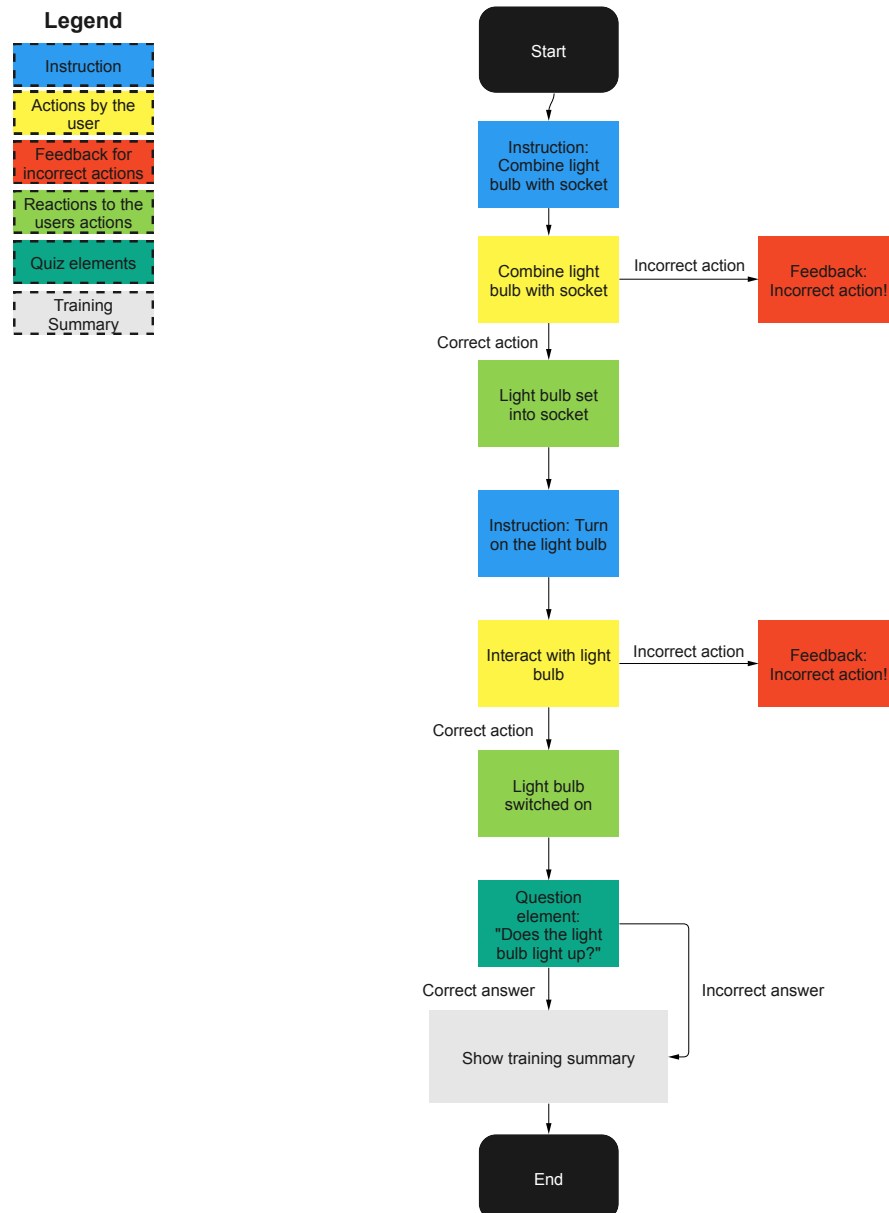 Legend
Instruction
Actions by the
user
Feedback for
incorrect actions
Reactions to the
users actions
Quiz elements
Training
Summary
Start
Instruction:
Combine light
bulb with socket
Combine light
bulb with socket
Incorrect action
Feedback:
Incorrect action!
Correct action
Light bulb set
into socket
Instruction: Turn
on the light bulb
Interact with light
bulb
Incorrect action
Feedback:
Incorrect action!
Correct action
Light bulb
switched on
Question
element:
"Does the light
bulb light up?"
Correct answer
Incorrect answer
Show training summary
End